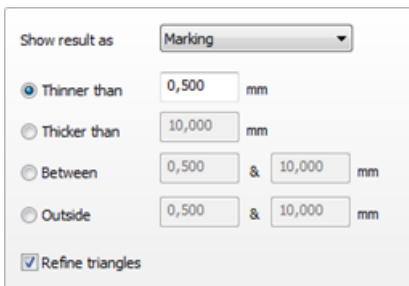 Show result as Marking
Thinner than 0,500 mm
Thicker than 10,000 mm
Between 0,500 & 10,000 mm
Outside 0,500 & 10,000 mm
Refine triangles